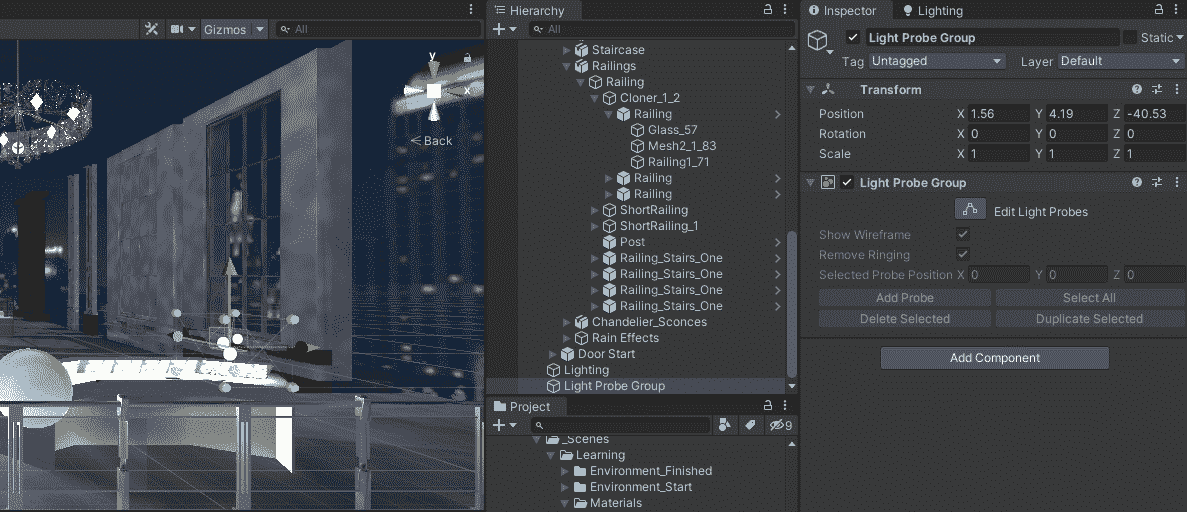 Gizmos
All
y
x
Back
Hierarchy
All
Staircase
Railings
Railing
Cloner_1_2
Railing
Glass_57
Mesh2_1_83
Railing1_71
Railing
Railing
ShortRailing
ShortRailing_1
Post
Railing_Stairs_One
Railing_Stairs_One
Railing_Stairs_One
Railing_Stairs_One
Chandelier_Sconces
Rain Effects
Door Start
Lighting
Light Probe Group
Project
9
_Scenes
Learning
Environment_Finished
Environment_Start
Materials
Inspector Lighting
Light Probe Group Static
Tag Untagged Layer Default
Transform
Position X 1.56 Y 4.19 Z -40.53
Rotation X 0 Y 0 Z 0
Scale X 1 Y 1 Z 1
Light Probe Group
Edit Light Probes
Show Wireframe
Remove Ringing
Selected Probe Position X 0 Y 0 Z 0
Add Probe Select All
Delete Selected Duplicate Selected
Add Component